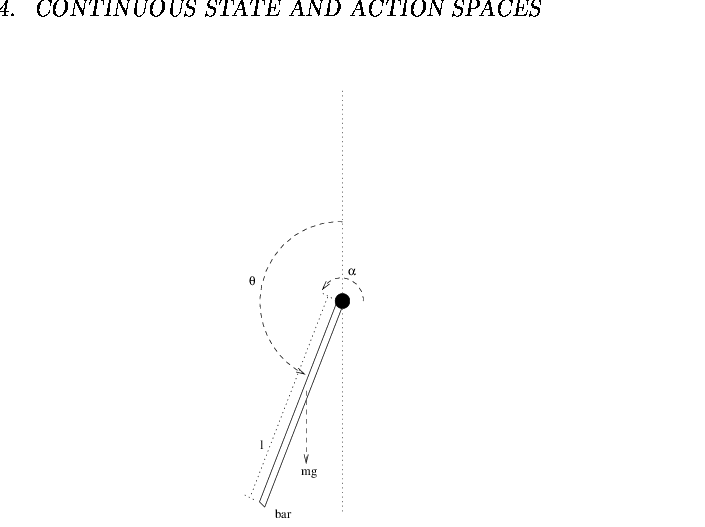 4. CONTINUOUS STATE AND ACTION SPACES
α
θ
l
mg
bar